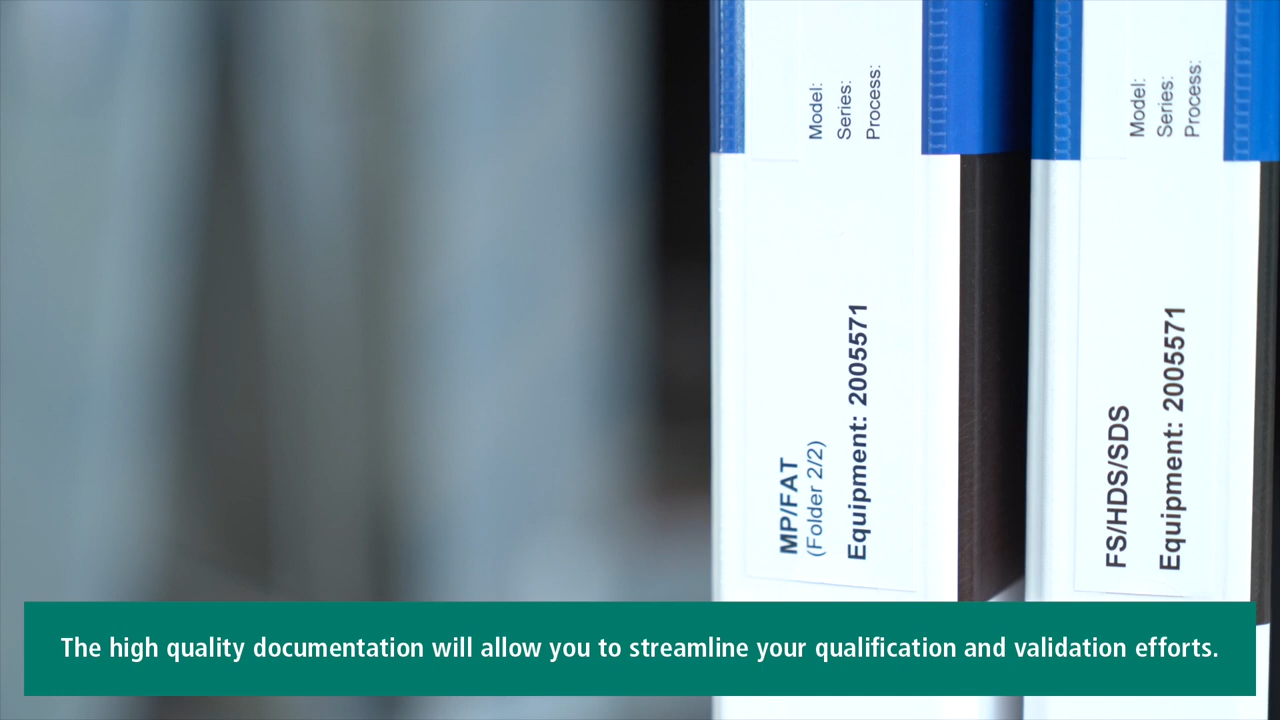 Model:
Series:
Process:
MP/FAT
(Folder 2/2)
Equipment: 2005571
Model:
Series:
Process:
FS/HDS/SDS
Equipment: 2005571
The high quality documentation will allow you to streamline your qualification and validation efforts.